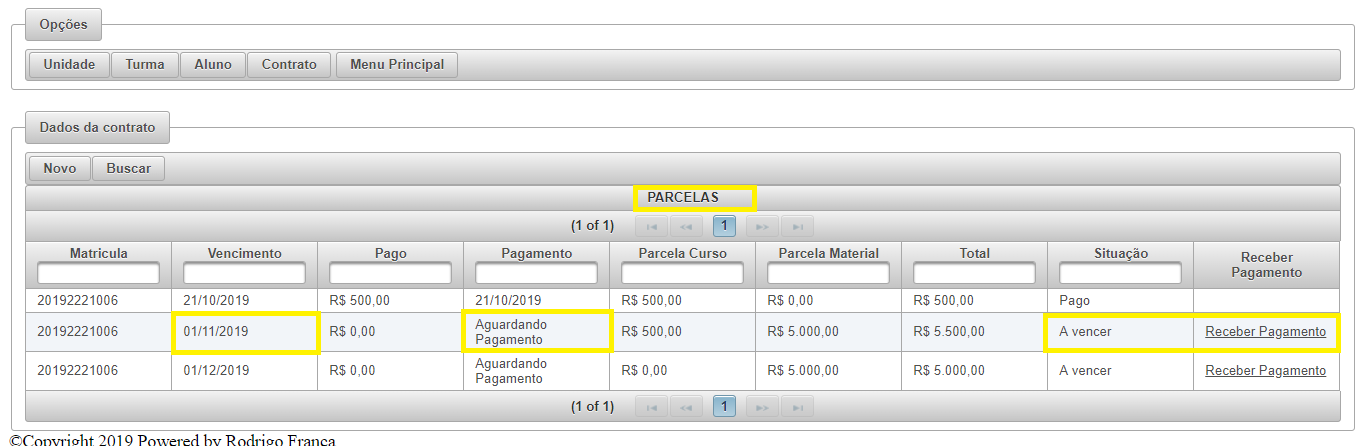 Opções
Unidade Turma Aluno Contrato Menu Principal
Dados da contrato
Novo Buscar
PARCELAS
(1 of 1) 1
Matricula Vencimento Pago Pagamento Parcela Curso Parcela Material Total Situação Receber Pagamento
20192221006 21/10/2019 R$ 500,00 21/10/2019 R$ 500,00 R$ 0,00 R$ 500,00 Pago
20192221006 01/11/2019 R$ 0,00 Aguardando Pagamento R$ 500,00 R$ 5.000,00 R$ 5.500,00 A vencer Receber Pagamento
20192221006 01/12/2019 R$ 0,00 Aguardando Pagamento R$ 0,00 R$ 5.000,00 R$ 5.000,00 A vencer Receber Pagamento
(1 of 1) 1
©Copyright 2019 Powered by Rodrigo Franca